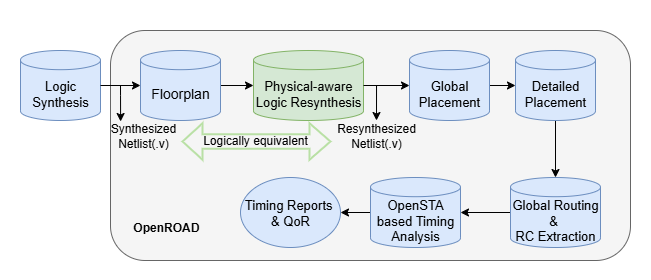 Logic
Synthesis
Floorplan
Physical-aware
Logic Resynthesis
Global
Placement
Detailed
Placement
Synthesized
Netlist(.v)
Logically equivalent
Resynthesized
Netlist(.v)
Timing Reports
& QoR
OpenSTA
based Timing
Analysis
Global Routing
&
RC Extraction
OpenROAD